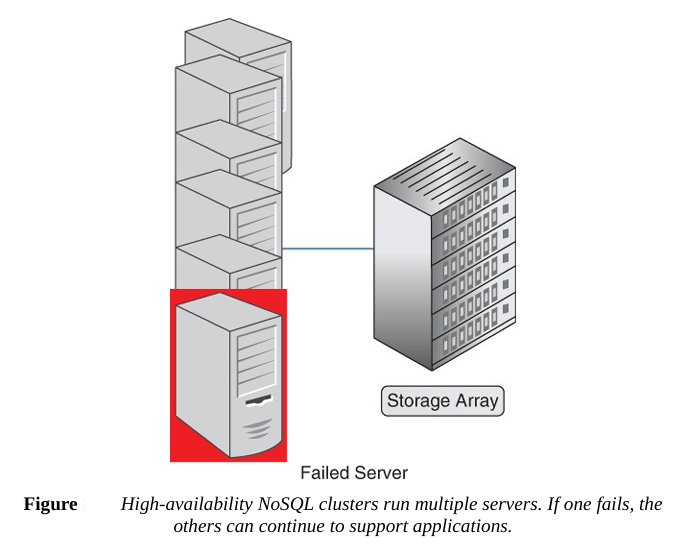 Storage Array
Failed Server
Figure High-availability NoSQL clusters run multiple servers. If one fails, the
others can continue to support applications.